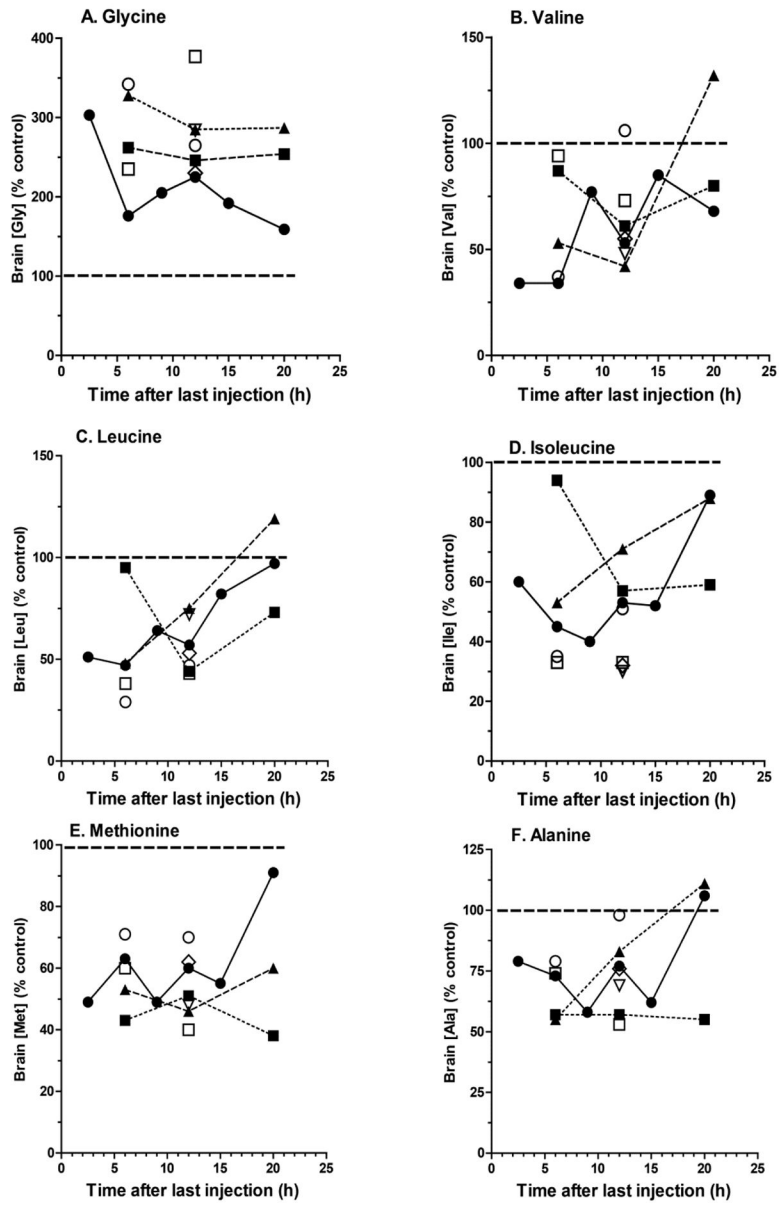 A. Glycine
Brain [Gly] (% control)
400
300
200
100
0
0 5 10 15 20 25
Time after last injection (h)
B. Valine
Brain [Val] (% control)
150
100
50
0
0 5 10 15 20 25
Time after last injection (h)
C. Leucine
Brain [Leu] (% control)
150
100
50
0
0 5 10 15 20 25
Time after last injection (h)
D. Isoleucine
Brain [Ile] (% control)
100
80
60
40
20
0
0 5 10 15 20 25
Time after last injection (h)
E. Methionine
Brain [Met] (% control)
100
80
60
40
20
0
0 5 10 15 20 25
Time after last injection (h)
F. Alanine
Brain [Ala] (% control)
125
100
75
50
25
0
0 5 10 15 20 25
Time after last injection (h)